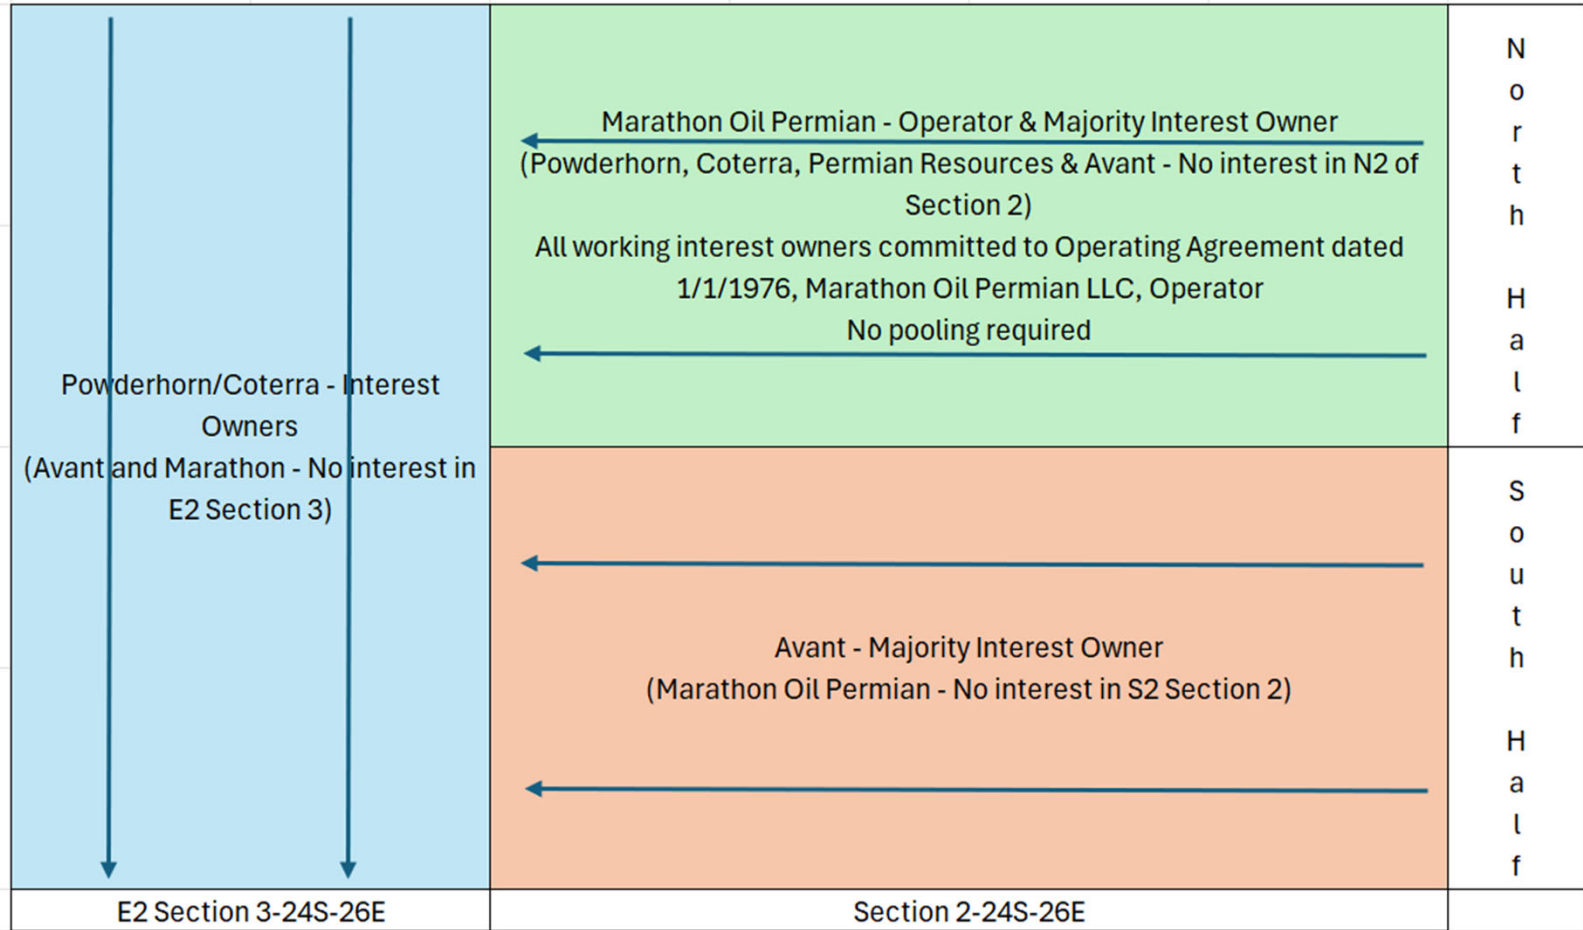 Marathon Oil Permian - Operator & Majority Interest Owner
(Powderhorn, Coterra, Permian Resources & Avant - No interest in N2 of
Section 2)
All working interest owners committed to Operating Agreement dated
1/1/1976, Marathon Oil Permian LLC, Operator
No pooling required
N
o
r
t
h
H
a
l
f
Powderhorn/Coterra - Interest
Owners
(Avant and Marathon - No interest in
E2 Section 3)
Avant - Majority Interest Owner
(Marathon Oil Permian - No interest in S2 Section 2)
S
o
u
t
h
H
a
l
f
E2 Section 3-24S-26E
Section 2-24S-26E